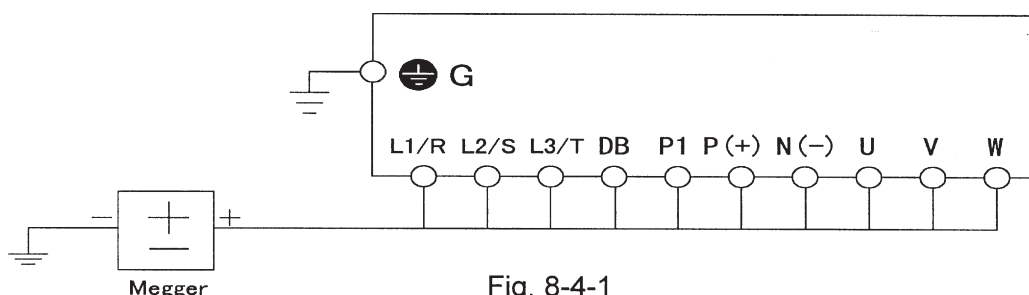 G
L1/R L2/S L3/T DB P1 P(+) N(-) U V W
- + +
Megger
Fig. 8-4-1